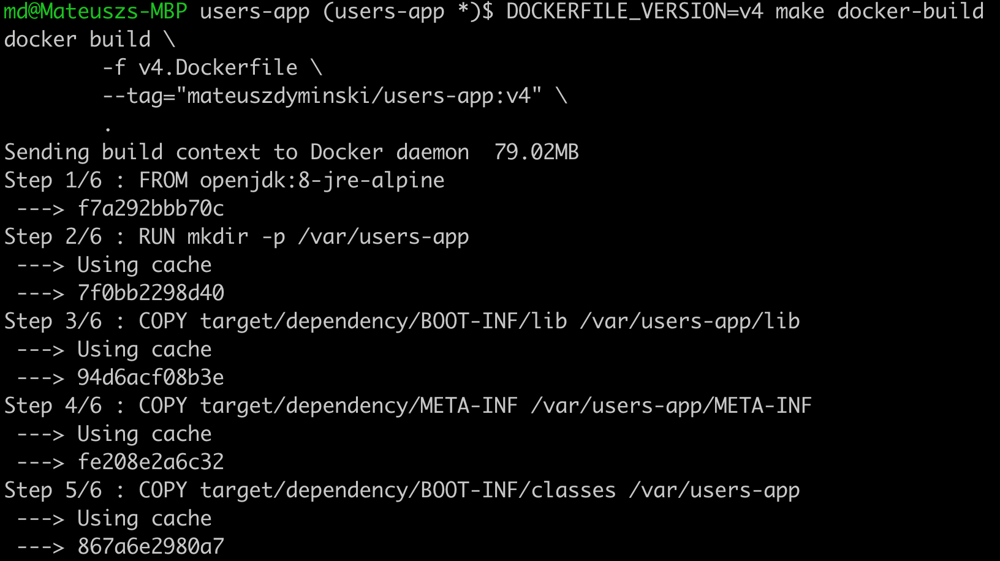 md@Mateuszs-MBP users-app (users-app *)$ DOCKERFILE_VERSION=v4 make docker-build
docker build \
        -f v4.Dockerfile \
        --tag="mateuszdyminski/users-app:v4" \
        .
Sending build context to Docker daemon  79.02MB
Step 1/6 : FROM openjdk:8-jre-alpine
 ---> f7a292bbb70c
Step 2/6 : RUN mkdir -p /var/users-app
 ---> Using cache
 ---> 7f0bb2298d40
Step 3/6 : COPY target/dependency/BOOT-INF/lib /var/users-app/lib
 ---> Using cache
 ---> 94d6acf08b3e
Step 4/6 : COPY target/dependency/META-INF /var/users-app/META-INF
 ---> Using cache
 ---> fe208e2a6c32
Step 5/6 : COPY target/dependency/BOOT-INF/classes /var/users-app
 ---> Using cache
 ---> 867a6e2980a7